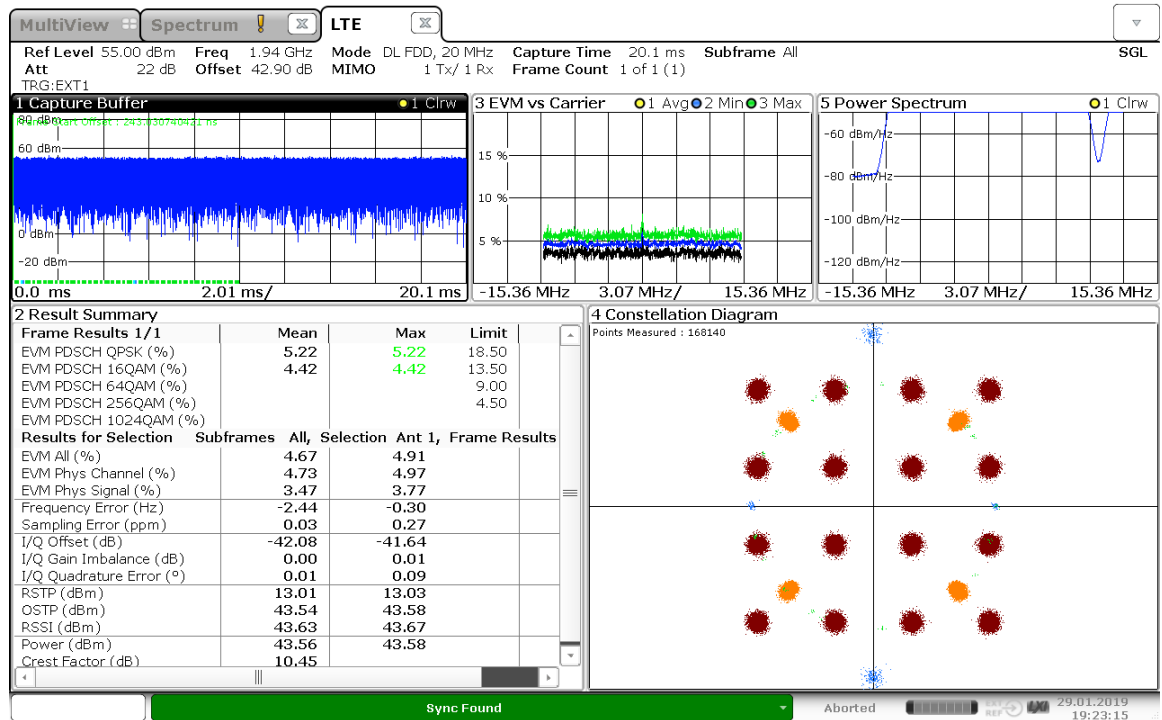 MultiView Spectrum LTE
Ref Level 55.00 dBm Freq 1.94 GHz Mode DL FDD, 20 MHz Capture Time 20.1 ms Subframe All SGL
Att 22 dB Offset 42.90 dB MIMO 1 Tx/ 1 Rx Frame Count 1 of 1 (1)
TRG:EXT1
1 Capture Buffer 1 Clrw
80 dBm
Frame Start Offset : 243.030740421 ns
60 dBm
0 dBm
-20 dBm
0.0 ms 2.01 ms/ 20.1 ms
3 EVM vs Carrier 1 Avg 2 Min 3 Max
15 %
10 %
5 %
-15.36 MHz 3.07 MHz/ 15.36 MHz
5 Power Spectrum 1 Clrw
-60 dBm/Hz
-80 dBm/Hz
-100 dBm/Hz
-120 dBm/Hz
-15.36 MHz 3.07 MHz/ 15.36 MHz
2 Result Summary
Frame Results 1/1 Mean Max Limit
EVM PDSCH QPSK (%) 5.22 5.22 18.50
EVM PDSCH 16QAM (%) 4.42 4.42 13.50
EVM PDSCH 64QAM (%) 9.00
EVM PDSCH 256QAM (%) 4.50
EVM PDSCH 1024QAM (%)
Results for Selection Subframes All, Selection Ant 1, Frame Results
EVM All (%) 4.67 4.91
EVM Phys Channel (%) 4.73 4.97
EVM Phys Signal (%) 3.47 3.77
Frequency Error (Hz) -2.44 -0.30
Sampling Error (ppm) 0.03 0.27
I/Q Offset (dB) -42.08 -41.64
I/Q Gain Imbalance (dB) 0.00 0.01
I/Q Quadrature Error (°) 0.01 0.09
RSTP (dBm) 13.01 13.03
OSTP (dBm) 43.54 43.58
RSSI (dBm) 43.63 43.67
Power (dBm) 43.56 43.58
Crest Factor (dB) 10.45
4 Constellation Diagram
Points Measured : 168140
Sync Found
Aborted
EXT
REF
LXI
29.01.2019
19:23:15